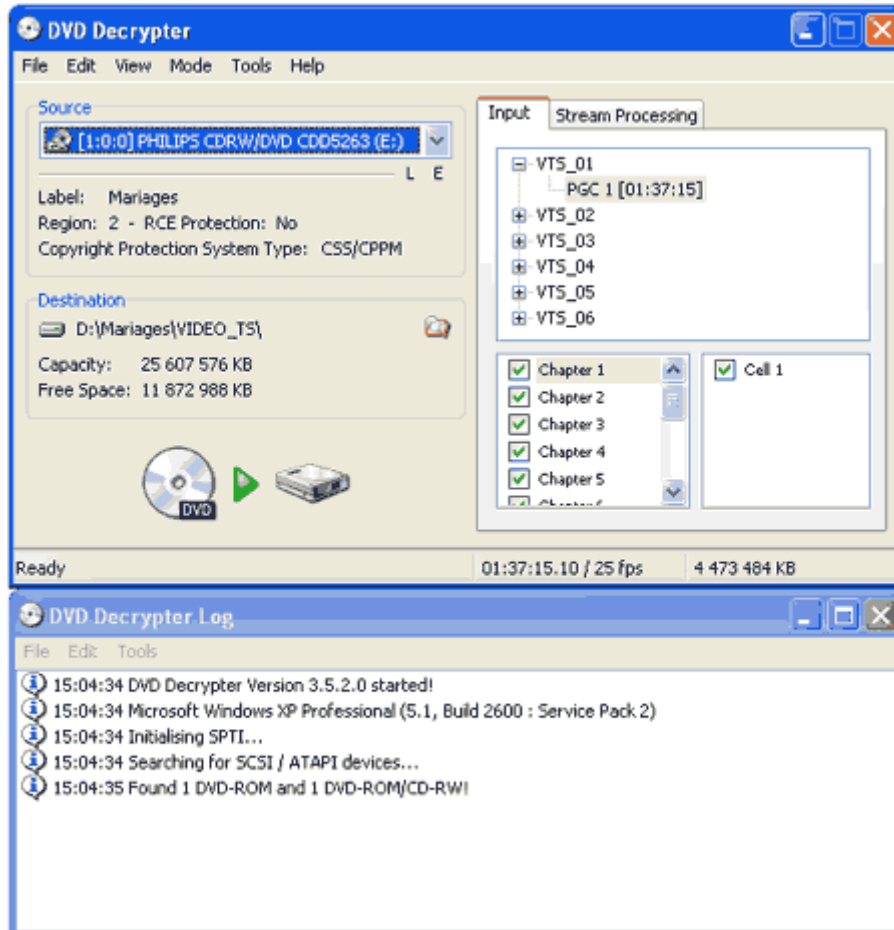 DVD Decrypter
File Edit View Mode Tools Help
Source
[1:0:0] PHILIPS CDRW/DVD CDD5263 (E:)
L E
Label: Mariages
Region: 2 - RCE Protection: No
Copyright Protection System Type: CSS/CPPM
Destination
D:\Mariages\VIDEO_TS\
Capacity: 25 607 576 KB
Free Space: 11 872 988 KB
DVD
Input Stream Processing
VTS_01
PGC 1 [01:37:15]
VTS_02
VTS_03
VTS_04
VTS_05
VTS_06
Chapter 1
Chapter 2
Chapter 3
Chapter 4
Chapter 5
Cell 1
Ready 01:37:15.10 / 25 fps 4 473 484 KB
DVD Decrypter Log
File Edit Tools
15:04:34 DVD Decrypter Version 3.5.2.0 started!
15:04:34 Microsoft Windows XP Professional (5.1, Build 2600 : Service Pack 2)
15:04:34 Initialising SPTI...
15:04:34 Searching for SCSI / ATAPI devices...
15:04:35 Found 1 DVD-ROM and 1 DVD-ROM/CD-RW!